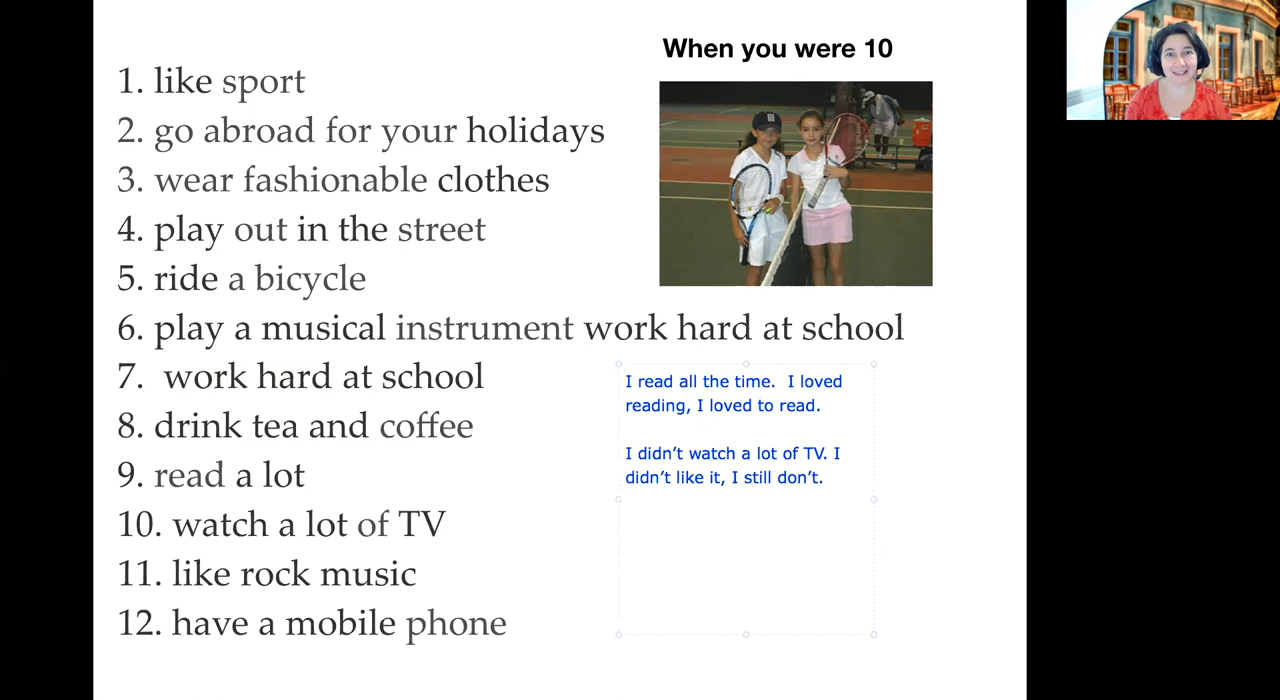 When you were 10
1. like sport
2. go abroad for your holidays
3. wear fashionable clothes
4. play out in the street
5. ride a bicycle
6. play a musical instrument work hard at school
7. work hard at school
8. drink tea and coffee
9. read a lot
10. watch a lot of TV
11. like rock music
12. have a mobile phone
I read all the time. I loved
reading, I loved to read.
I didn’t watch a lot of TV. I
didn’t like it, I still don’t.